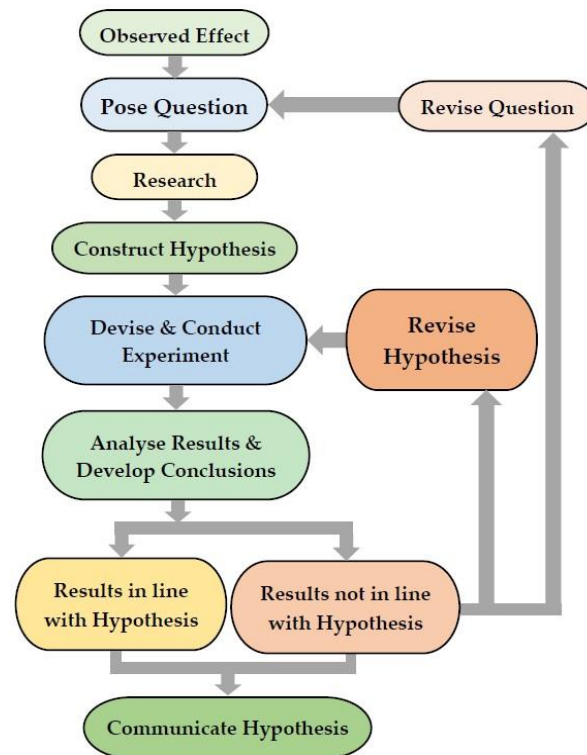 Observed Effect
Pose Question
Revise Question
Research
Construct Hypothesis
Devise & Conduct
Experiment
Revise
Hypothesis
Analyse Results &
Develop Conclusions
Results in line
with Hypothesis
Results not in line
with Hypothesis
Communicate Hypothesis